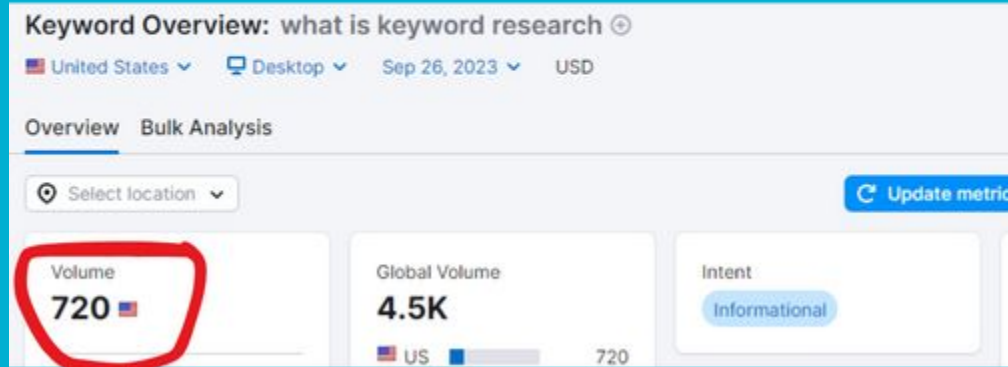 Keyword Overview: what is keyword research
United States Desktop Sep 26, 2023 USD
Overview Bulk Analysis
Select location Update metric
Volume Global Volume Intent
720 4.5K Informational
US 720